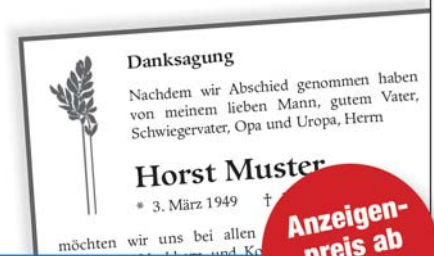 Danksagung
Nachdem wir Abschied genommen haben
von meinem lieben Mann, gutem Vater,
Schwiegervater, Opa und Uropa, Herrn
Horst Muster
* 3. März 1949 †
möchten wir uns bei allen
und
Anzeigen-
preis ab